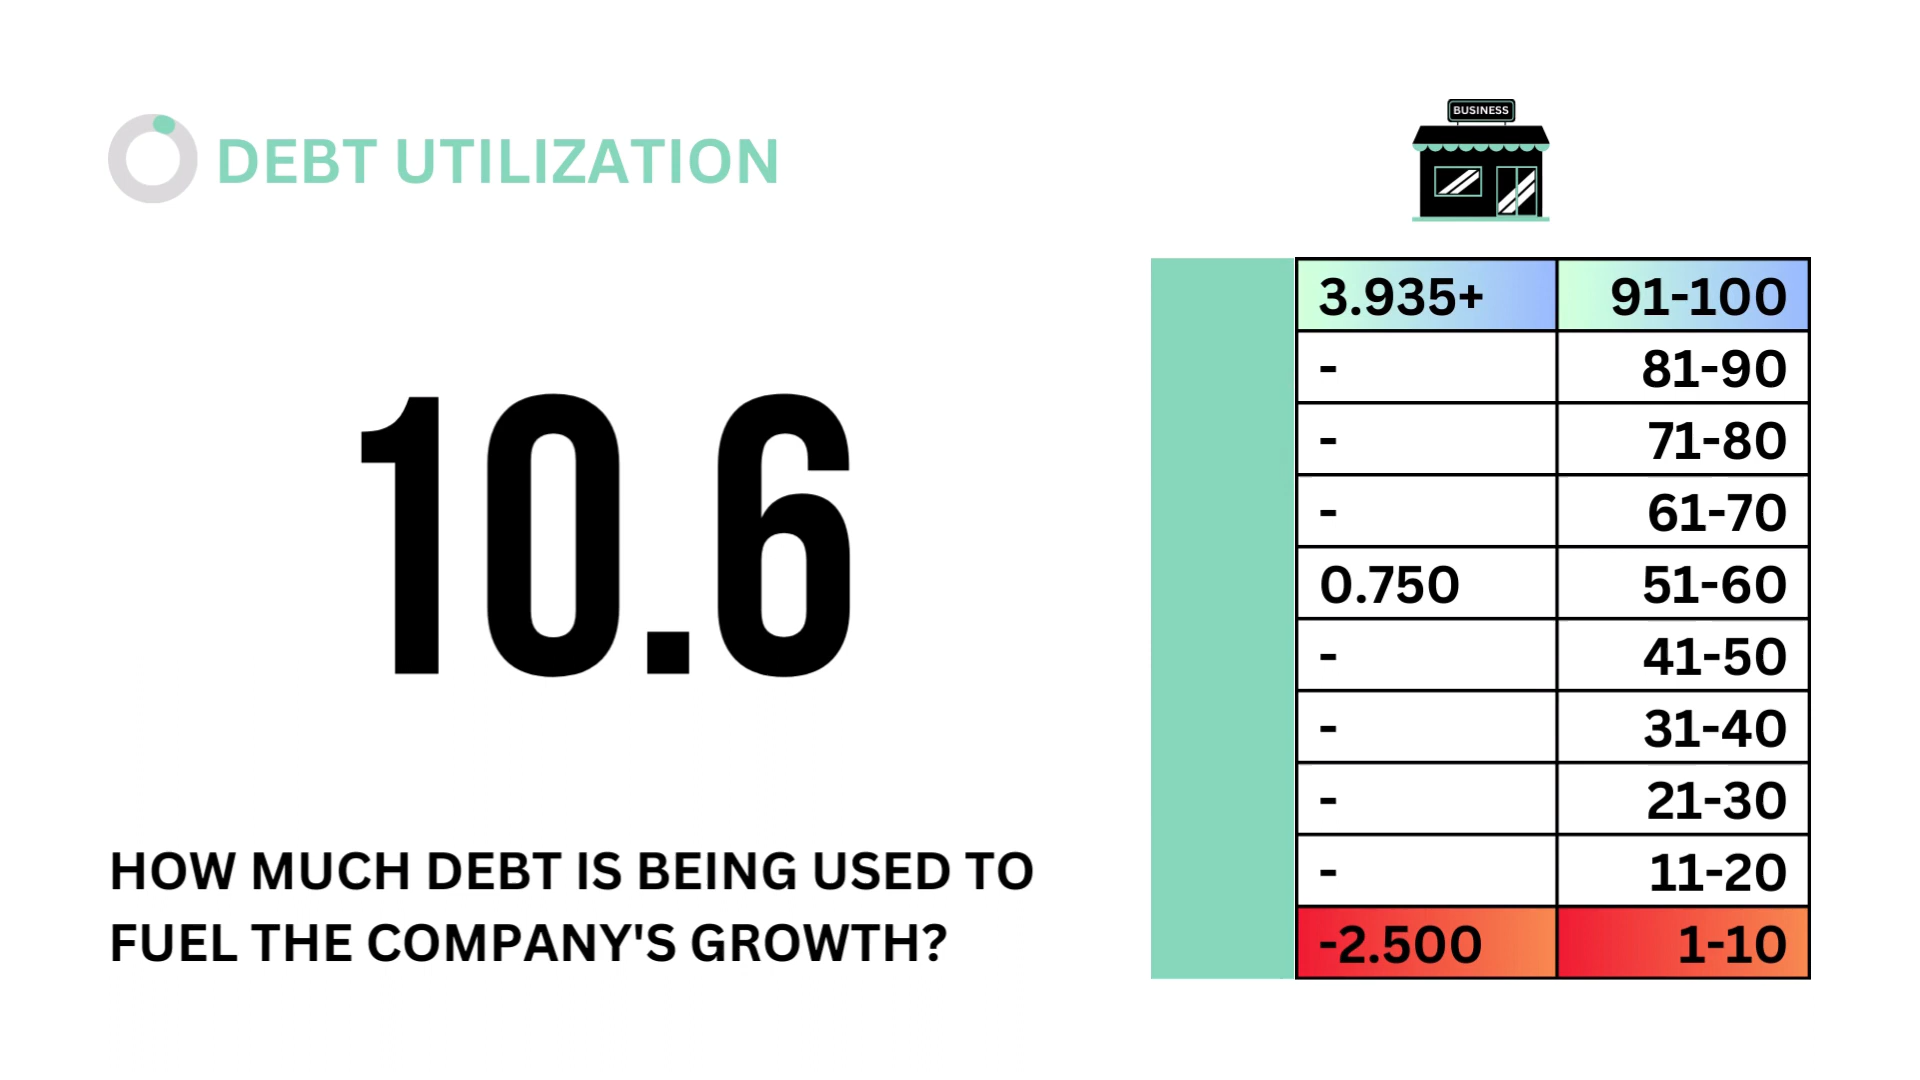 DEBT UTILIZATION
10.6
HOW MUCH DEBT IS BEING USED TO
FUEL THE COMPANY'S GROWTH?
BUSINESS
3.935+ 91-100
- 81-90
- 71-80
- 61-70
0.750 51-60
- 41-50
- 31-40
- 21-30
- 11-20
-2.500 1-10